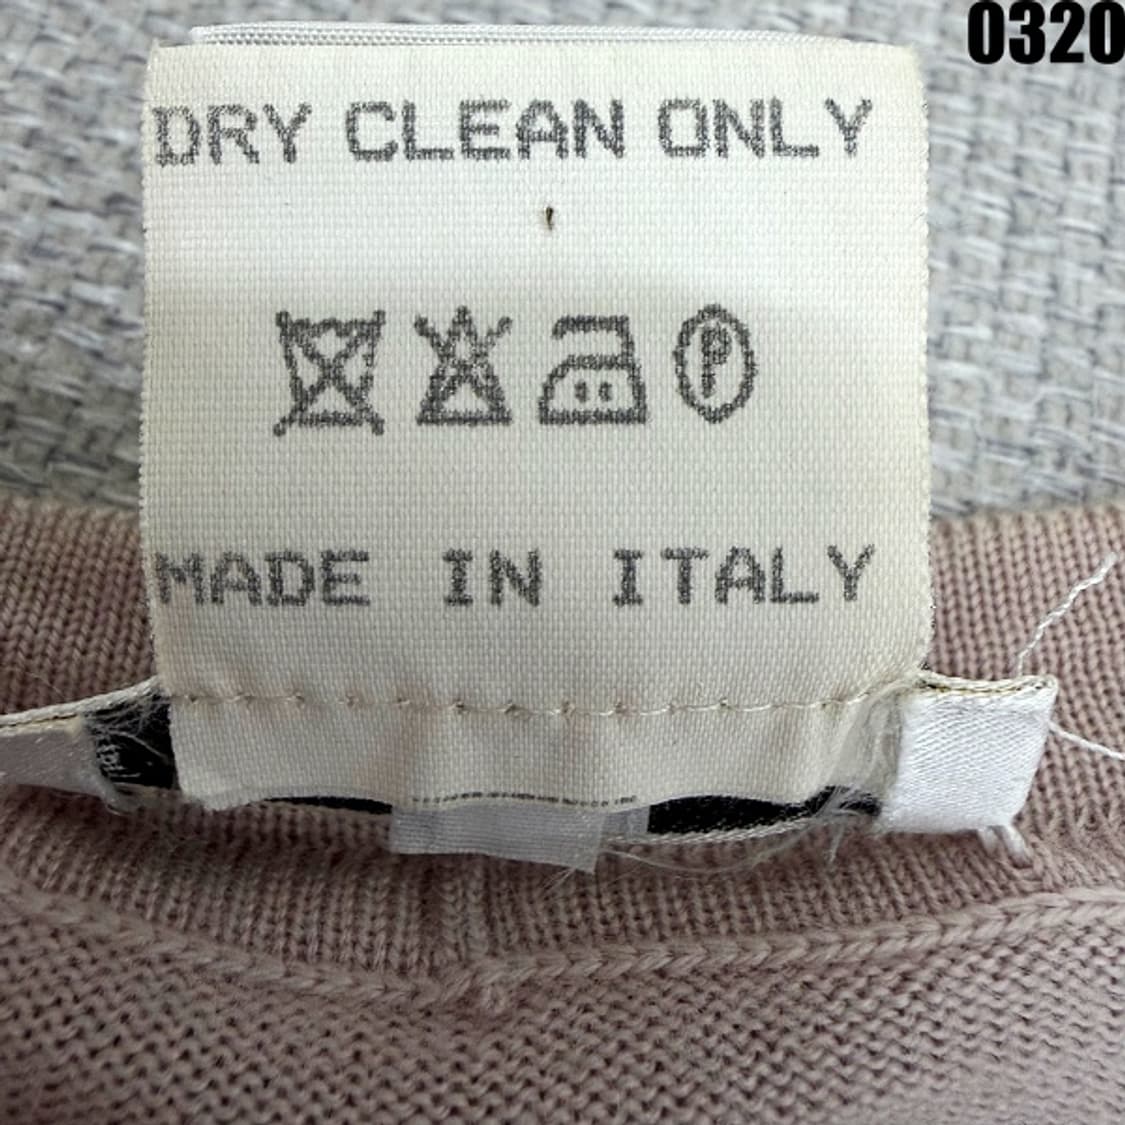 0320
DRY CLEAN ONLY
P
MADE IN ITALY